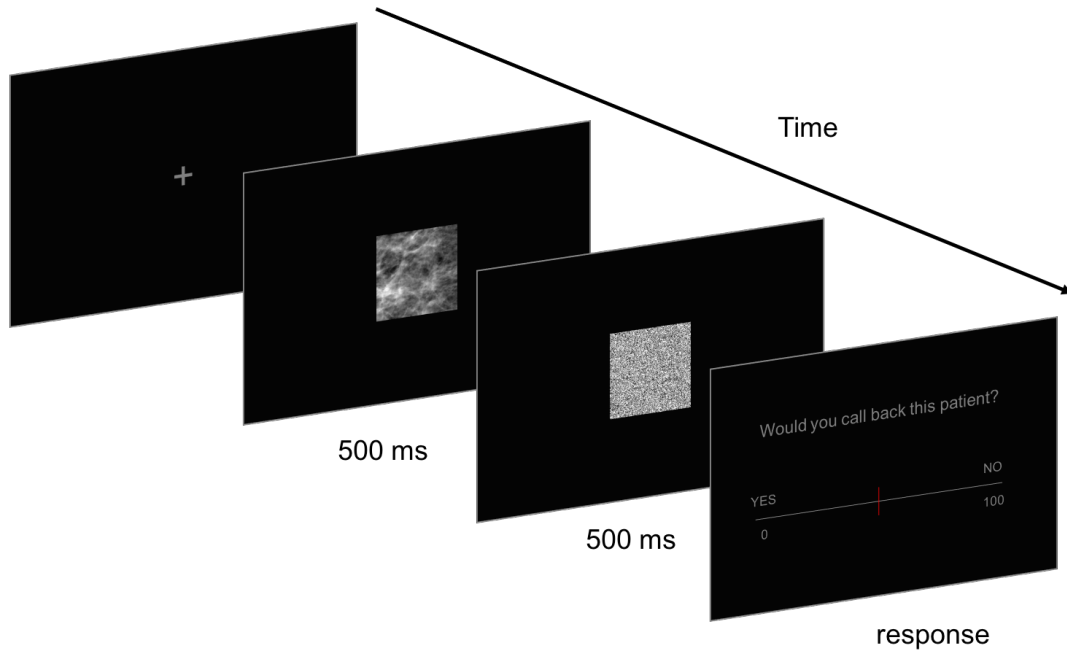 Time
500 ms
500 ms
Would you call back this patient?
YES
NO
0
100
response